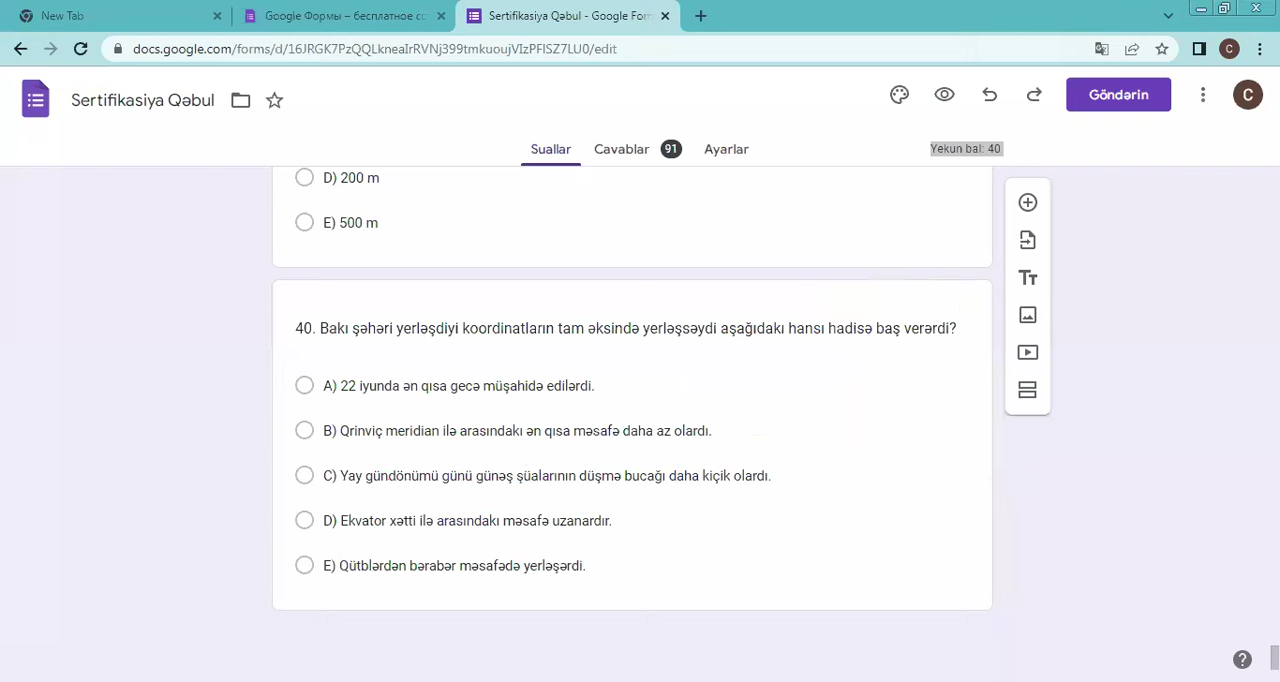 New Tab
Google Формы – бесплатное со
Sertifikasiya Qəbul - Google For
docs.google.com/forms/d/16JRGK7PzQQLkneaIrRVNj399tmkuoujVIzPFISZ7LU0/edit
C
Sertifikasiya Qəbul
Göndərin
C
Suallar
Cavablar 91
Ayarlar
Yekun bal: 40
D) 200 m
E) 500 m
Tт
40. Bakı şəhəri yerləşdiyi koordinatların tam əksində yerləşsəydi aşağıdakı hansı hadisə baş verərdi?
A) 22 iyunda ən qısa gecə müşahidə edilərdi.
B) Qrinviç meridian ilə arasındakı ən qısa məsafə daha az olardı.
C) Yay gündönümü günü günəş şüalarının düşmə bucağı daha kiçik olardı.
D) Ekvator xətti ilə arasındakı məsafə uzanardır.
E) Qütblərdən bərabər məsafədə yerləşərdi.